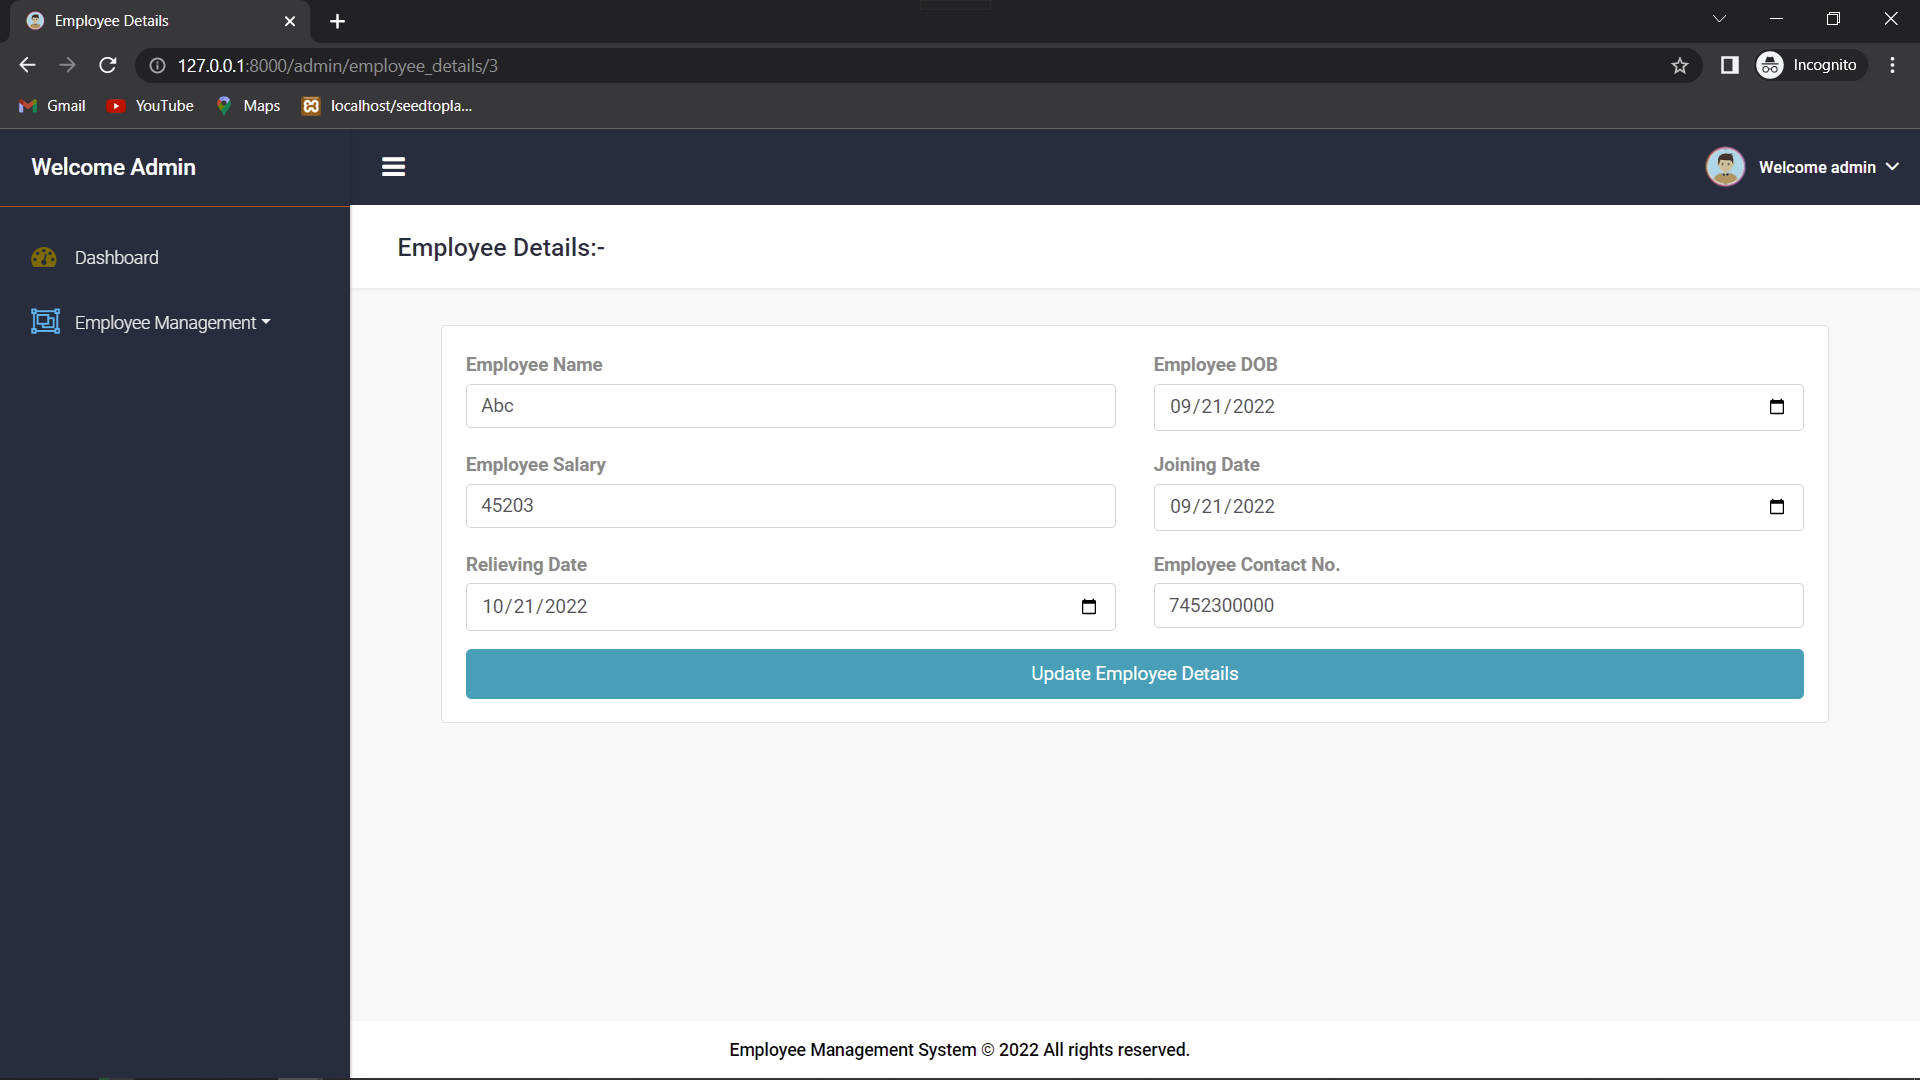 Employee Details
127.0.0.1:8000/admin/employee_details/3
Incognito
Gmail YouTube Maps localhost/seedtopla...
Welcome Admin
Welcome admin
Dashboard
Employee Management
Employee Details:-
Employee Name
Abc
Employee DOB
09/21/2022
Employee Salary
45203
Joining Date
09/21/2022
Relieving Date
10/21/2022
Employee Contact No.
7452300000
Update Employee Details
Employee Management System © 2022 All rights reserved.